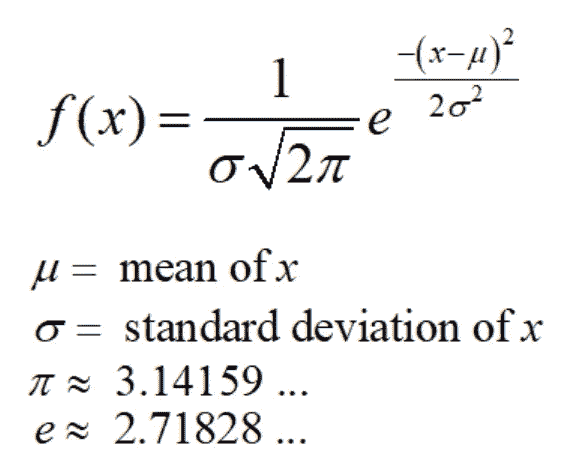 f(x) = 1/(σ√(2π)) e^(-(x-μ)²/(2σ²))
μ = mean of x
σ = standard deviation of x
π ≈ 3.14159 ...
e ≈ 2.71828 ...